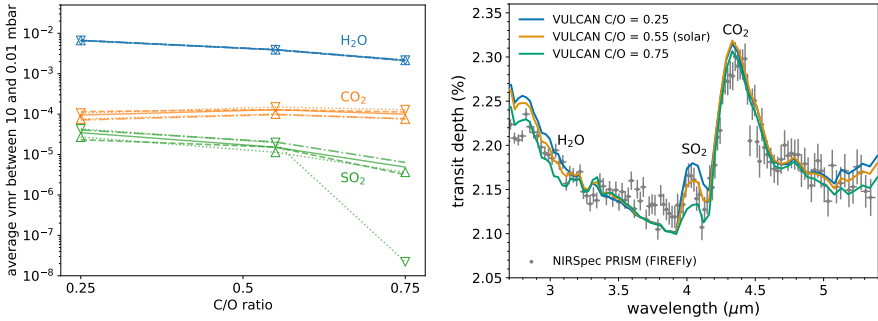 average vmr between 10 and 0.01 mbar
10⁻²
10⁻³
10⁻⁴
10⁻⁵
10⁻⁶
10⁻⁷
10⁻⁸
H₂O
CO₂
SO₂
0.25
0.5
0.75
C/O ratio
transit depth (%)
2.35
2.30
2.25
2.20
2.15
2.10
2.05
VULCAN C/O = 0.25
VULCAN C/O = 0.55 (solar)
VULCAN C/O = 0.75
CO₂
H₂O
SO₂
NIRSpec PRISM (FIREFly)
3.5
3.0
4.0
4.5
5.0
wavelength (μm)